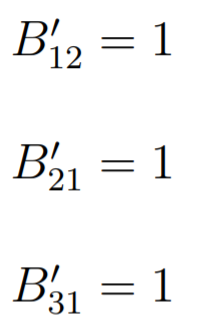 B′₁₂ = 1
B′₂₁ = 1
B′₃₁ = 1